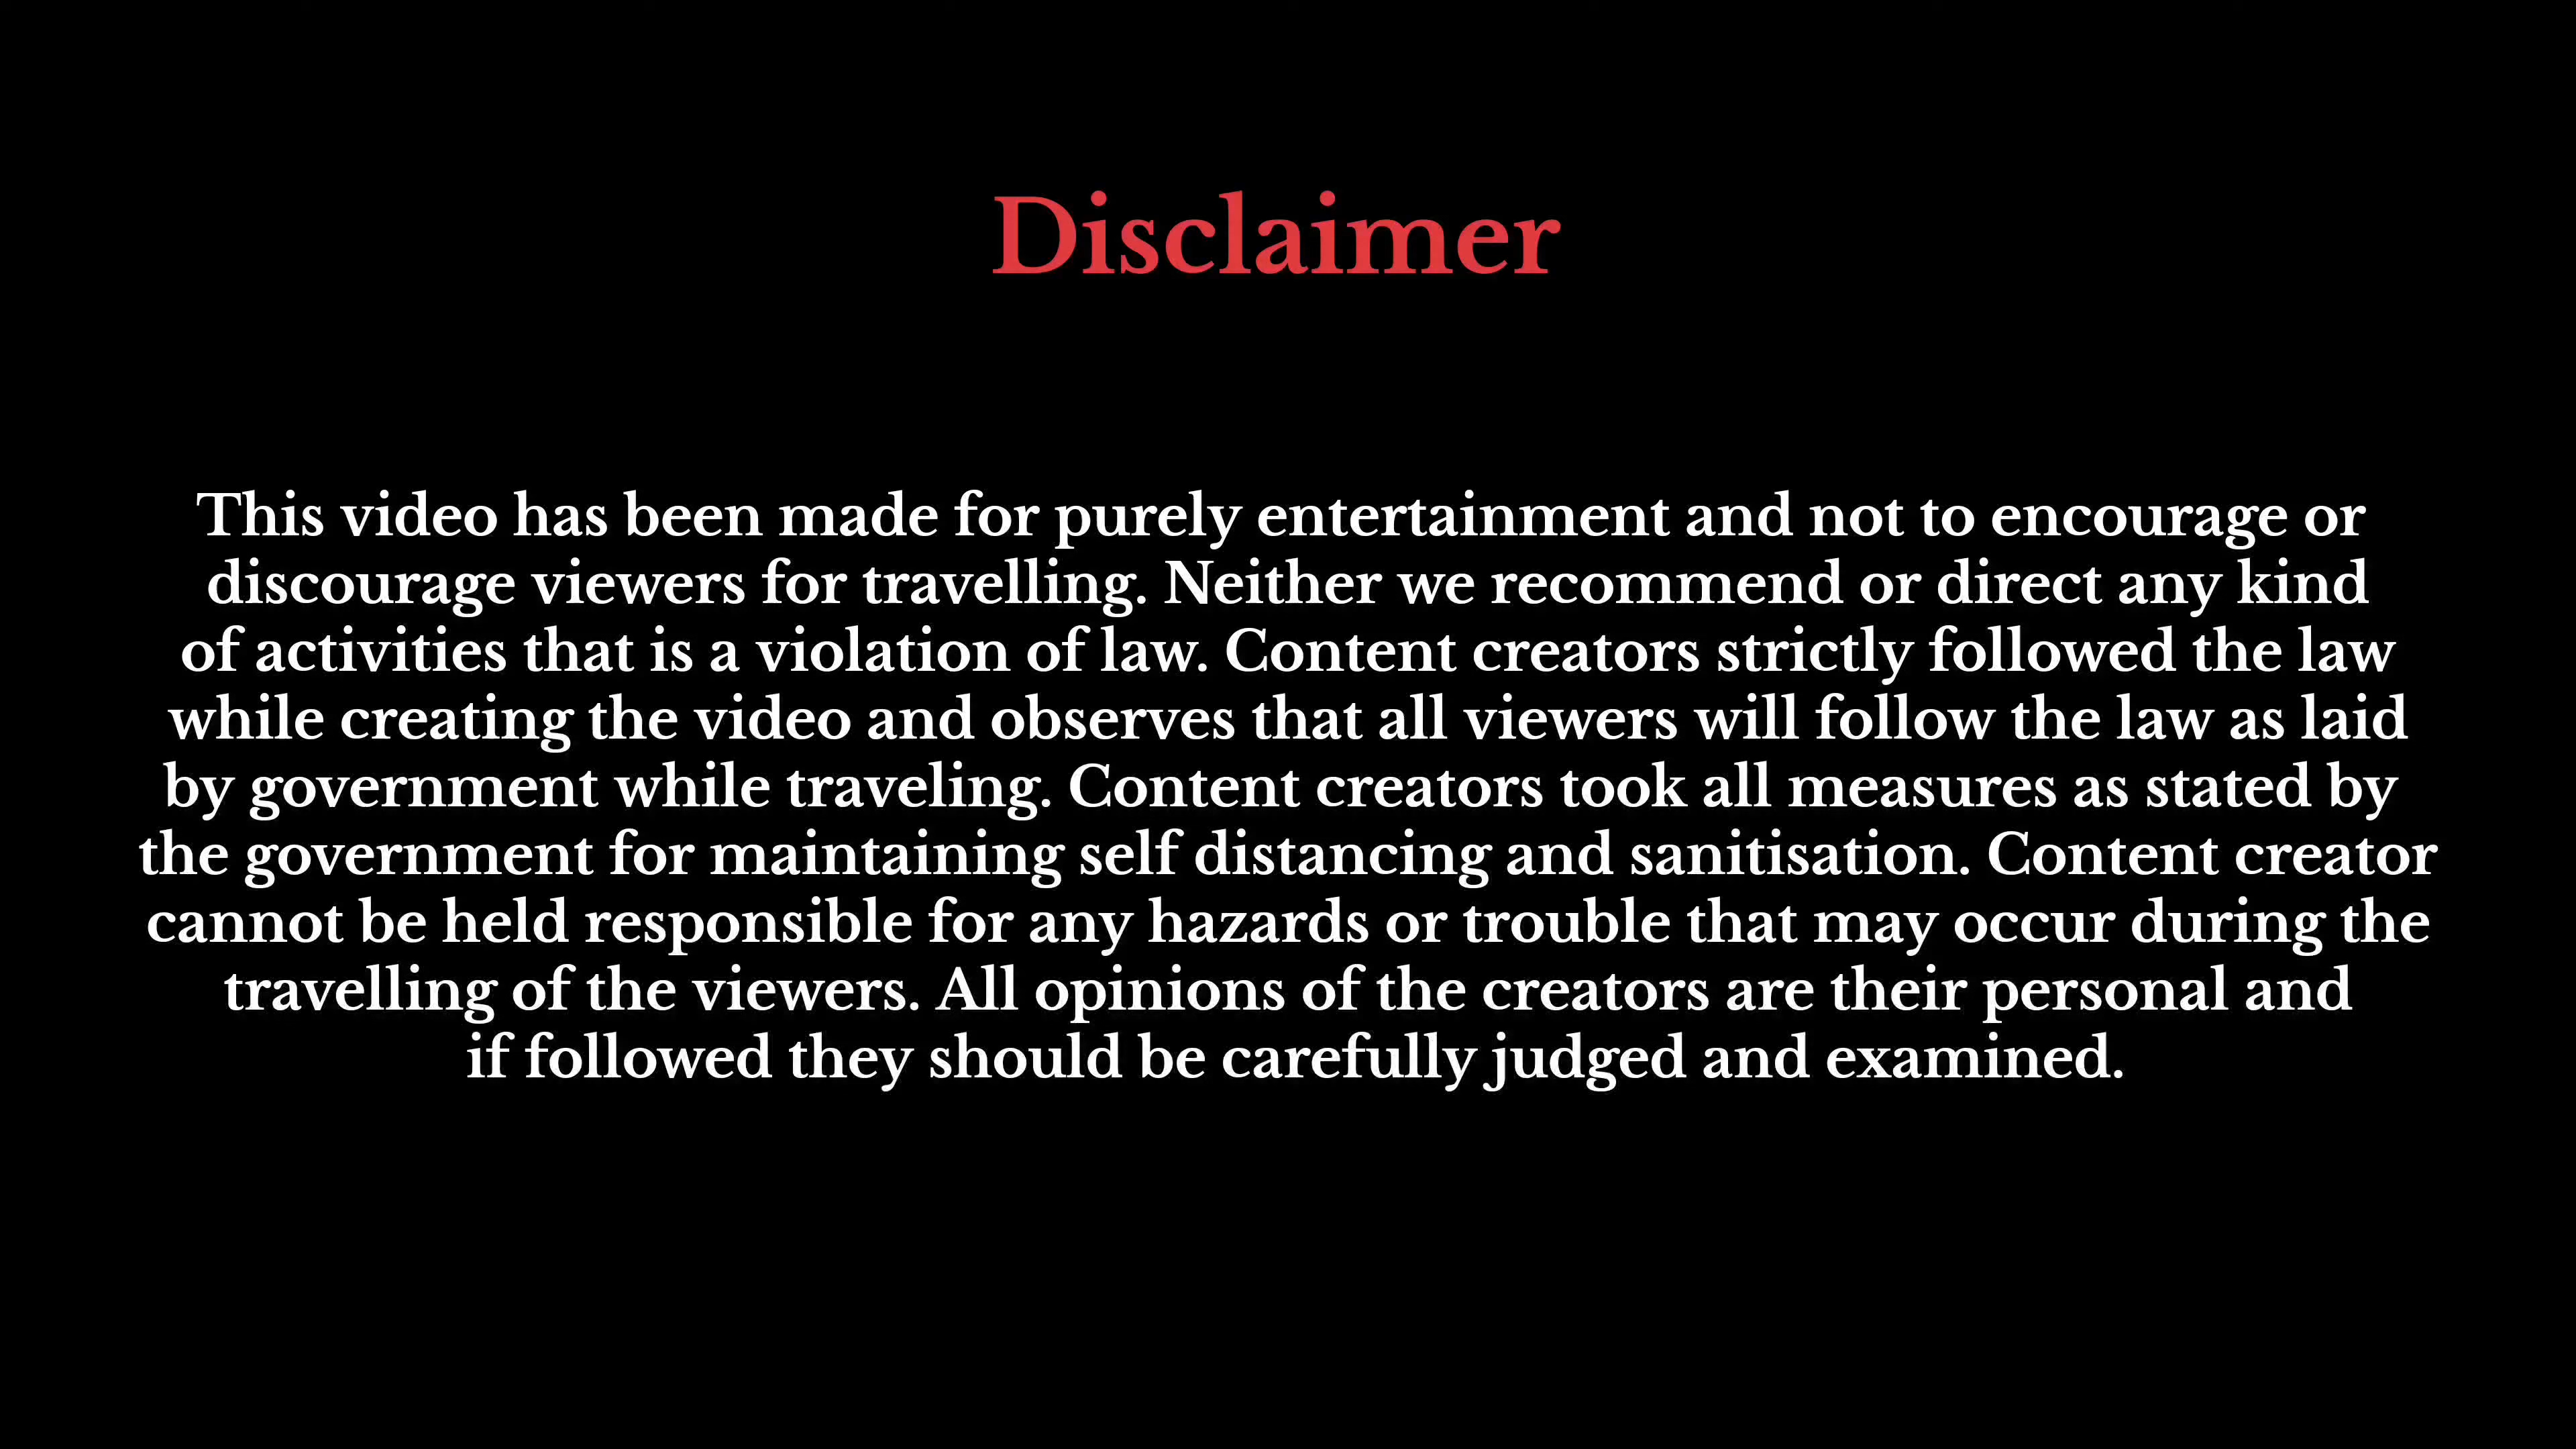 Disclaimer
This video has been made for purely entertainment and not to encourage or
discourage viewers for travelling. Neither we recommend or direct any kind
of activities that is a violation of law. Content creators strictly followed the law
while creating the video and observes that all viewers will follow the law as laid
by government while traveling. Content creators took all measures as stated by
the government for maintaining self distancing and sanitisation. Content creator
cannot be held responsible for any hazards or trouble that may occur during the
travelling of the viewers. All opinions of the creators are their personal and
if followed they should be carefully judged and examined.